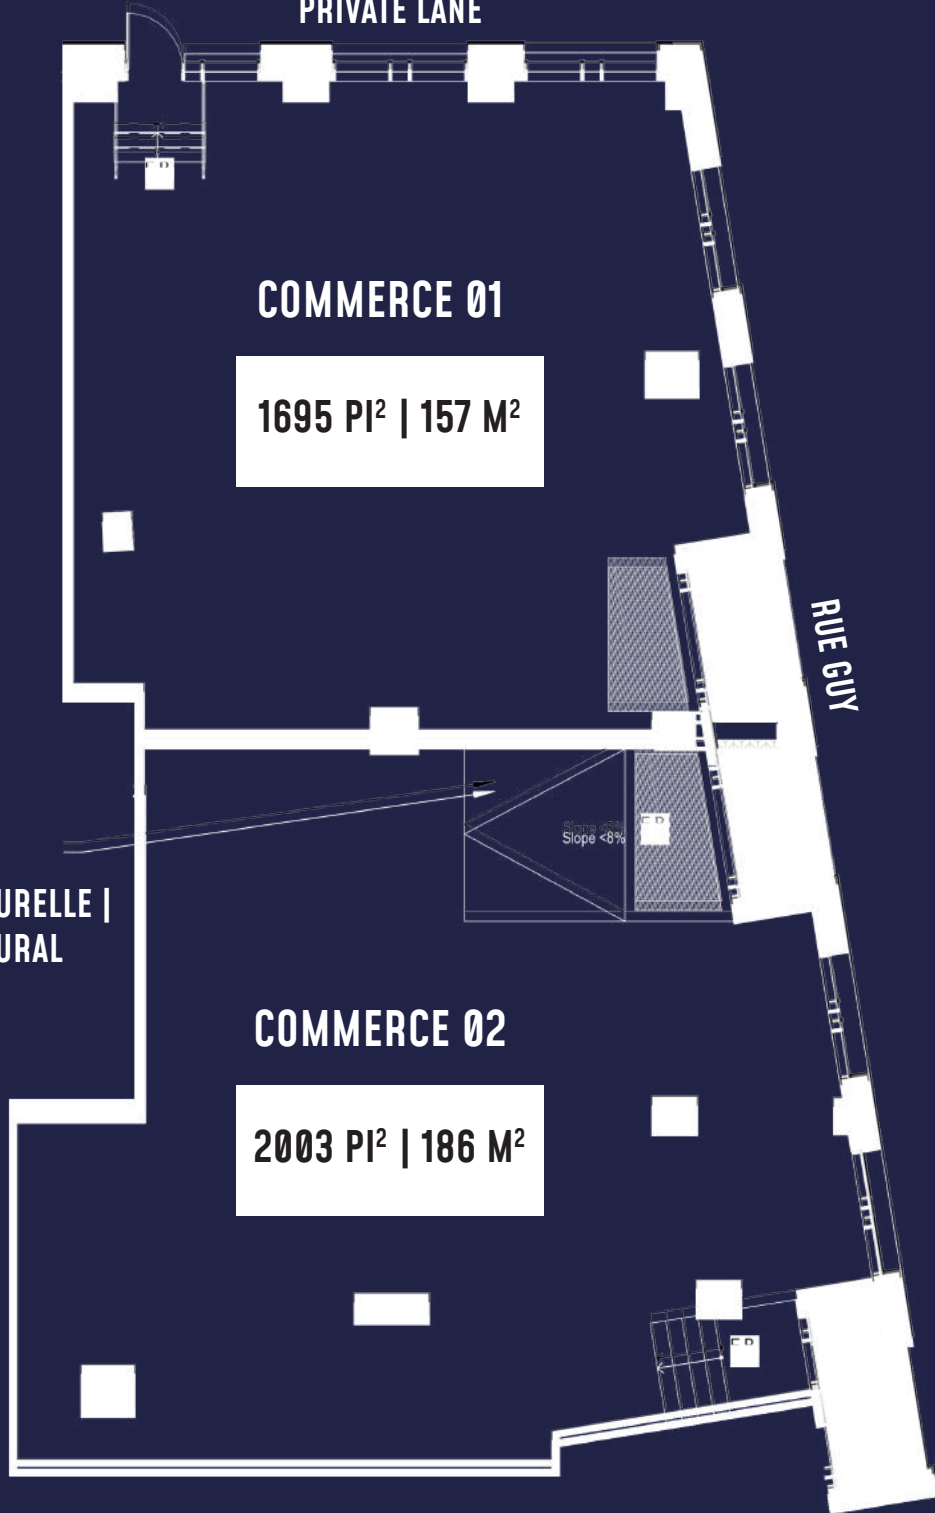 PRIVATE LANE
COMMERCE 01
1695 PI² | 157 M²
RUE GUY
Slope <8%
URELLE |
URAL
COMMERCE 02
2003 PI² | 186 M²